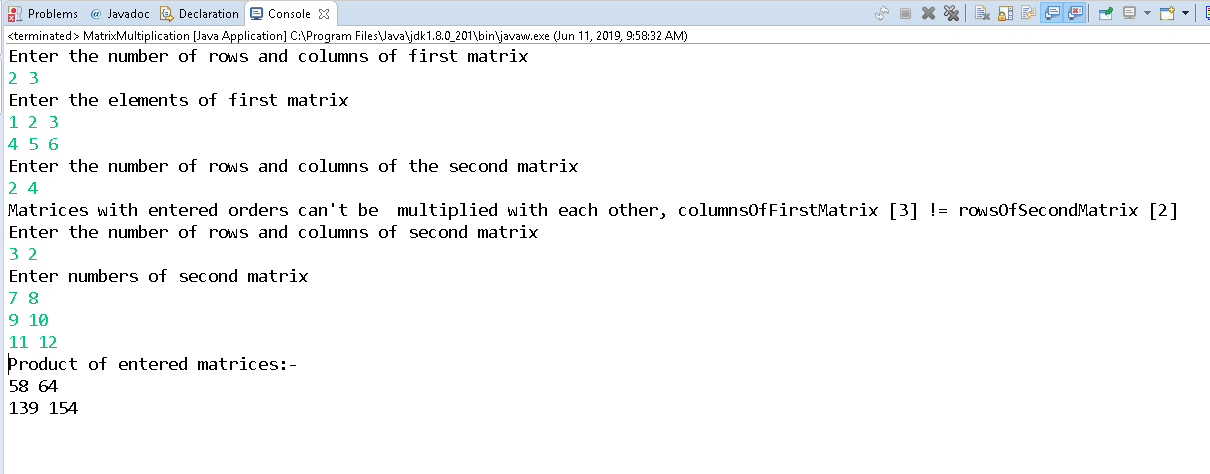 Problems @ Javadoc Declaration Console
<terminated> MatrixMultiplication [Java Application] C:\Program Files\Java\jdk1.8.0_201\bin\javaw.exe (Jun 11, 2019, 9:58:32 AM)
Enter the number of rows and columns of first matrix
2 3
Enter the elements of first matrix
1 2 3
4 5 6
Enter the number of rows and columns of the second matrix
2 4
Matrices with entered orders can't be  multiplied with each other, columnsOfFirstMatrix [3] != rowsOfSecondMatrix [2]
Enter the number of rows and columns of second matrix
3 2
Enter numbers of second matrix
7 8
9 10
11 12
Product of entered matrices:-
58 64
139 154